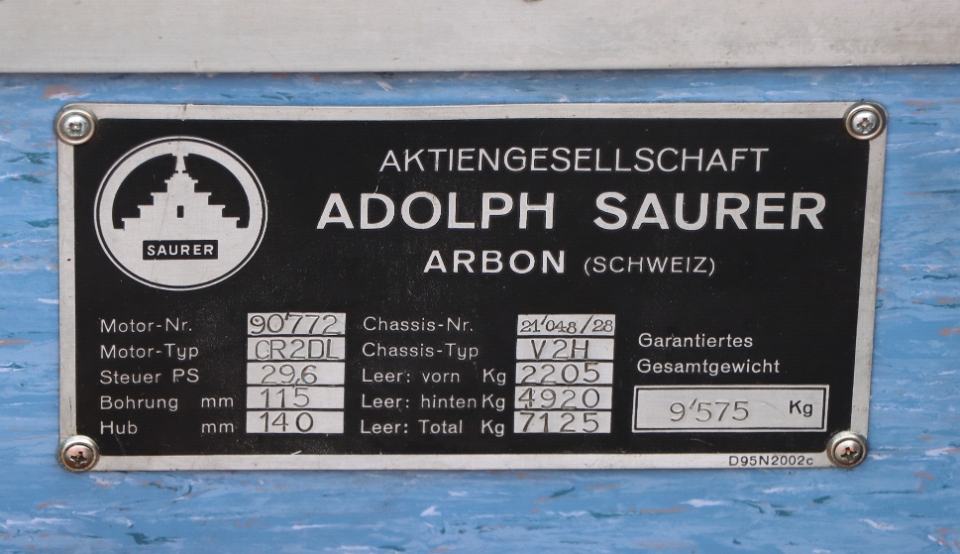 SAURER
AKTIENGESELLSCHAFT
ADOLPH SAURER
ARBON (SCHWEIZ)
Motor-Nr. 90'772
Motor-Typ CR2DL
Steuer PS 29,6
Bohrung mm 115
Hub mm 140
Chassis-Nr. 21'048/28
Chassis-Typ V2H
Leer: vorn Kg 2205
Leer: hinten Kg 4920
Leer: Total Kg 7125
Garantiertes
Gesamtgewicht
9'575 Kg
D95N2002c